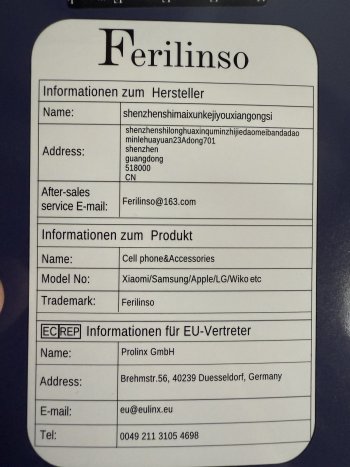 Ferilinso
Informationen zum Hersteller
Name: shenzhenshimaixunkejiyouxiangongsi
Address: shenzhenshilonghuaxinquminzhijiedaomeibandadao
minlehuayuan23Adong701
shenzhen
guangdong
518000
CN
After-sales
service E-mail: Ferilinso@163.com
Informationen zum Produkt
Name: Cell phone&Accessories
Model No: Xiaomi/Samsung/Apple/LG/Wiko etc
Trademark: Ferilinso
EC REP Informationen für EU-Vertreter
Name: Prolinx GmbH
Address: Brehmstr.56, 40239 Duesseldorf, Germany
E-mail: eu@eulinx.eu
Tel: 0049 211 3105 4698